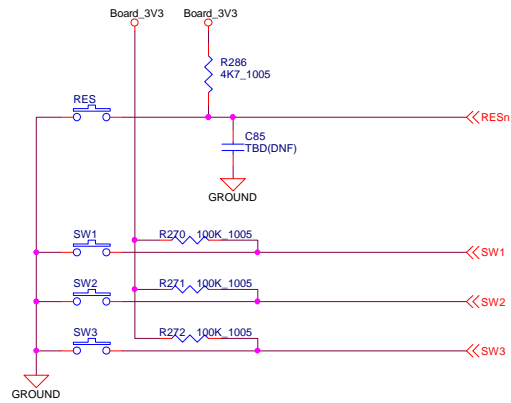 Board_3V3 Board_3V3
R286
4K7_1005
RES
RESn
C85
TBD(DNF)
GROUND
SW1 R270 100K_1005
SW1
SW2 R271 100K_1005
SW2
SW3 R272 100K_1005
SW3
GROUND